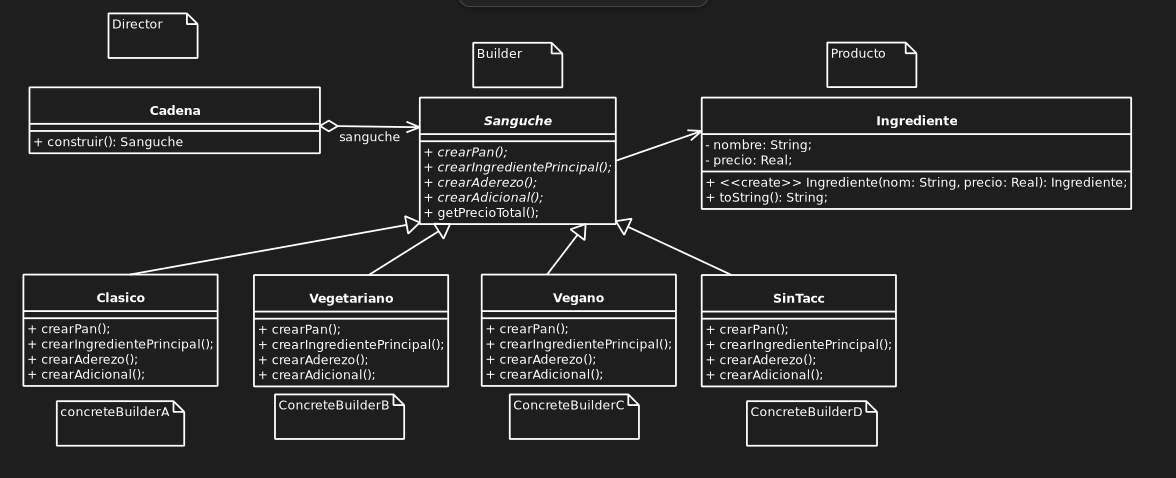 Director
Builder
Producto
Cadena
+ construir(): Sanguche
sanguche
Sanguche
+ crearPan();
+ crearIngredientePrincipal();
+ crearAderezo();
+ crearAdicional();
+ getPrecioTotal();
Ingrediente
- nombre: String;
- precio: Real;
+ <<create>> Ingrediente(nom: String, precio: Real): Ingrediente;
+ toString(): String;
Clasico
+ crearPan();
+ crearIngredientePrincipal();
+ crearAderezo();
+ crearAdicional();
Vegetariano
+ crearPan();
+ crearIngredientePrincipal();
+ crearAderezo();
+ crearAdicional();
Vegano
+ crearPan();
+ crearIngredientePrincipal();
+ crearAderezo();
+ crearAdicional();
SinTacc
+ crearPan();
+ crearIngredientePrincipal();
+ crearAderezo();
+ crearAdicional();
concreteBuilderA
ConcreteBuilderB
ConcreteBuilderC
ConcreteBuilderD